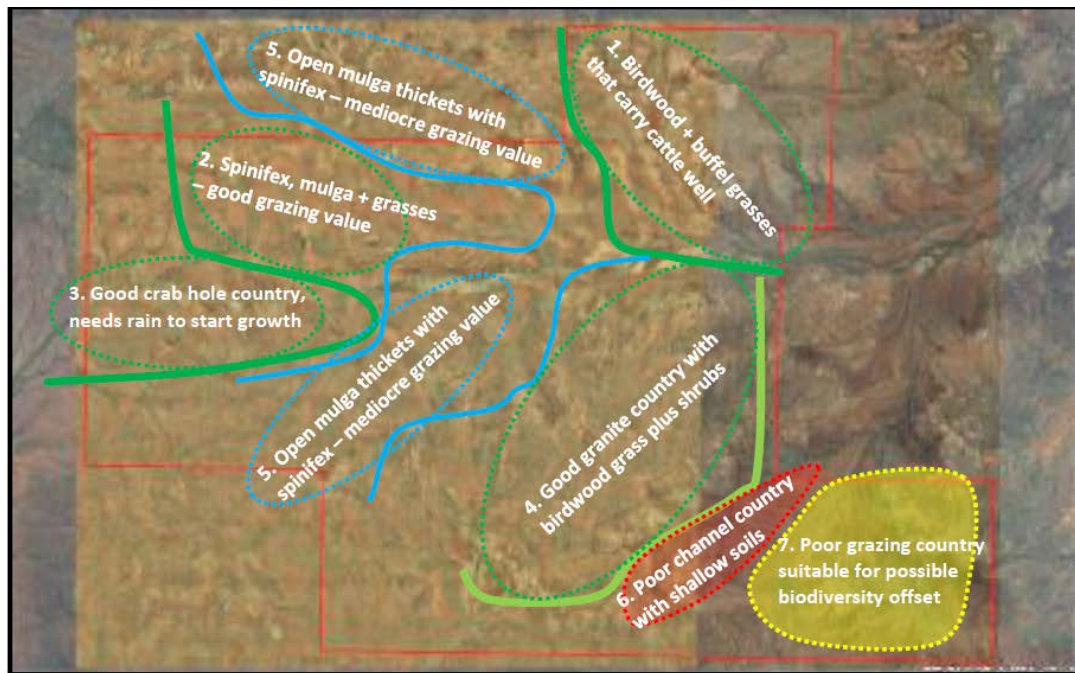 5. Open mulga thickets with
spinifex – mediocre grazing value
1. Birdwood + buffel grasses
that carry cattle well
2. Spinifex, mulga + grasses
– good grazing value
3. Good crab hole country,
needs rain to start growth
5. Open mulga thickets with
spinifex – mediocre grazing value
4. Good granite country with
birdwood grass plus shrubs
6. Poor channel country
with shallow soils
7. Poor grazing country
suitable for possible
biodiversity offset